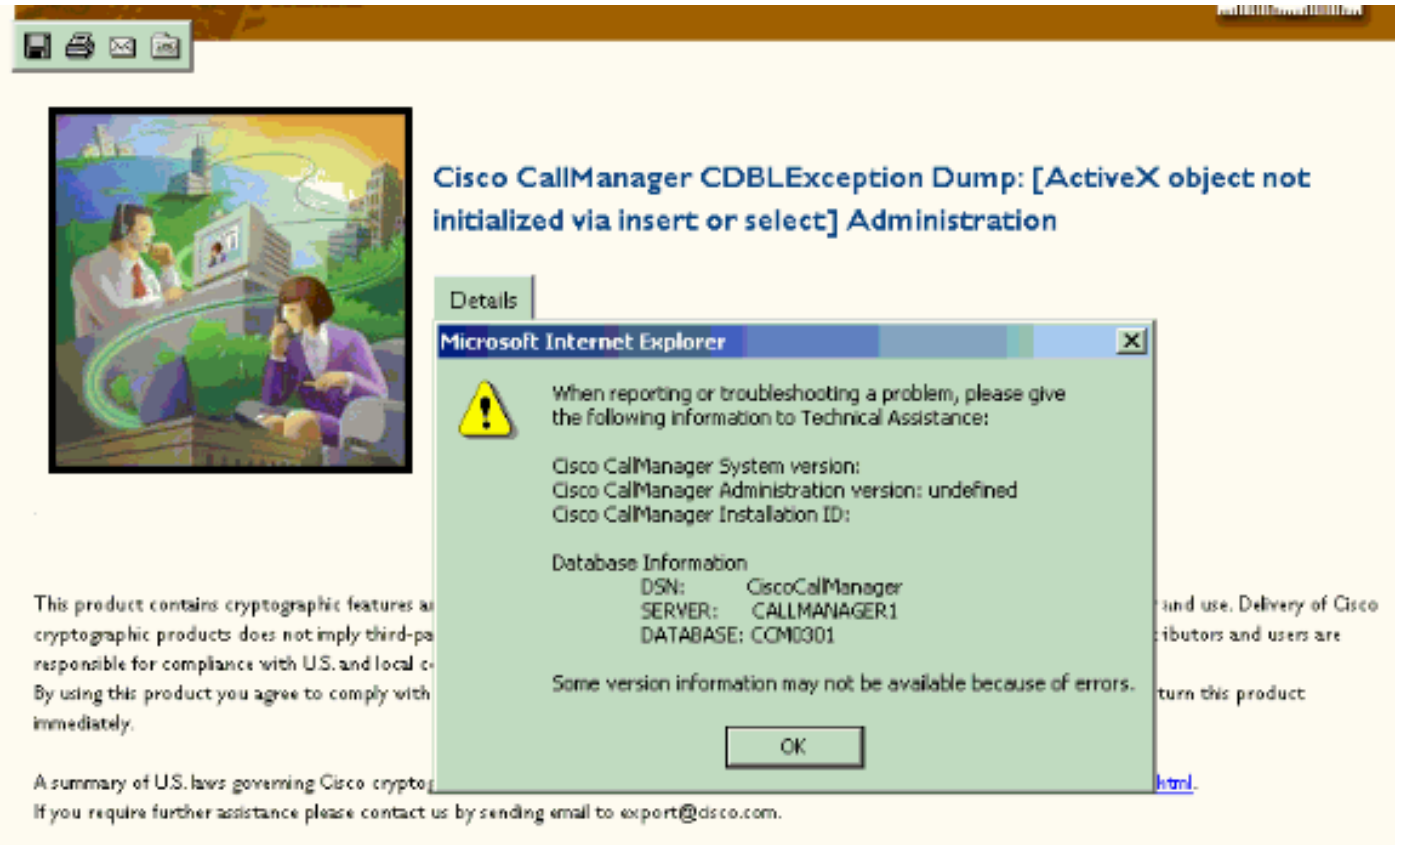 Cisco CallManager CDBLException Dump: [ActiveX object not
initialized via insert or select] Administration
Details
Microsoft Internet Explorer
When reporting or troubleshooting a problem, please give
the following information to Technical Assistance:
Cisco CallManager System version:
Cisco CallManager Administration version: undefined
Cisco CallManager Installation ID:
Database Information
DSN: CiscoCallManager
SERVER: CALLMANAGER1
DATABASE: CCM0301
Some version information may not be available because of errors.
OK
This product contains cryptographic features and use. Delivery of Cisco
cryptographic products does not imply users are
responsible for compliance with U.S. and local
By using this product you agree to comply with this product
immediately.
A summary of U.S. laws governing Cisco html.
If you require further assistance please contact us by sending email to export@cisco.com.